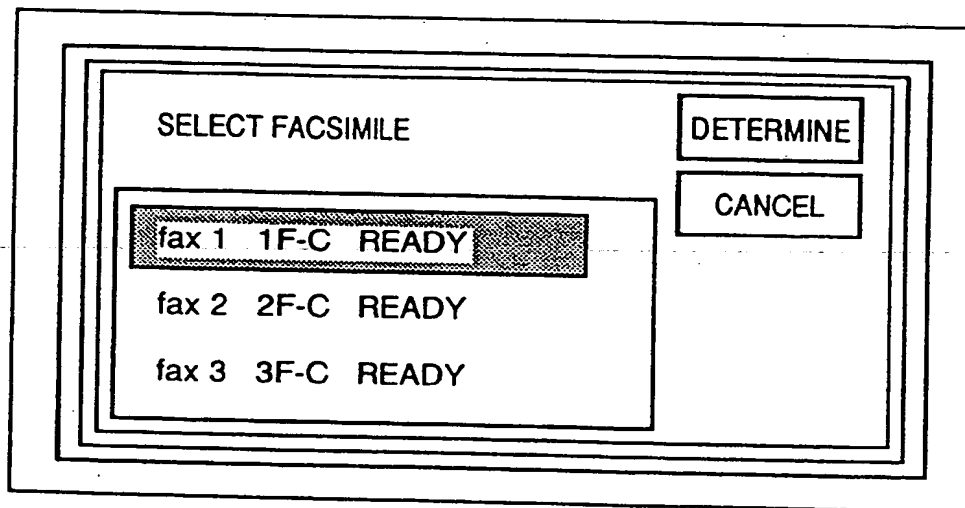 SELECT FACSIMILE
DETERMINE
CANCEL
fax 1 1F-C READY
fax 2 2F-C READY
fax 3 3F-C READY